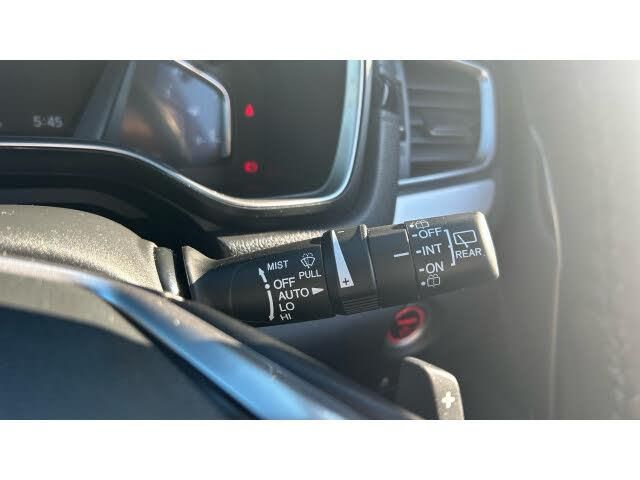 5:45
MIST
PULL
OFF
AUTO
LO
HI
+
OFF
INT
ON
REAR
+